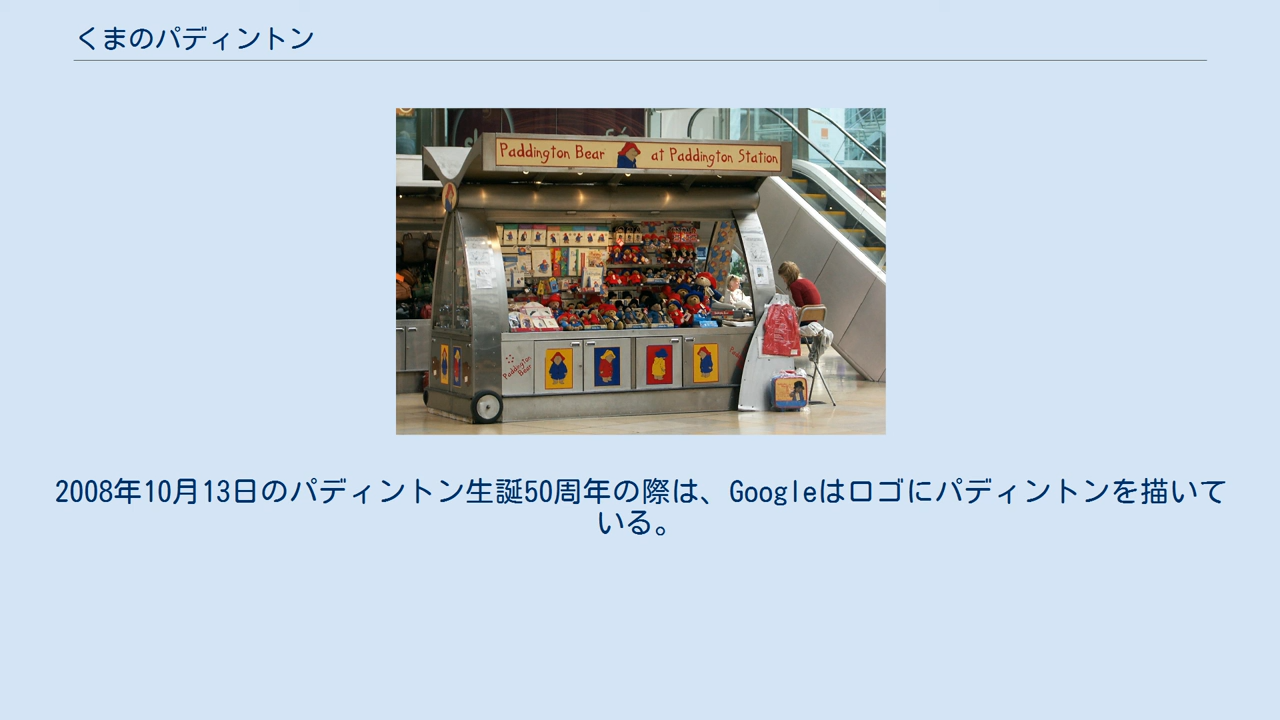 くまのパディントン
Paddington Bear at Paddington Station
Paddington Bear
2008年10月13日のパディントン生誕50周年の際は、Googleはロゴにパディントンを描いて
いる。